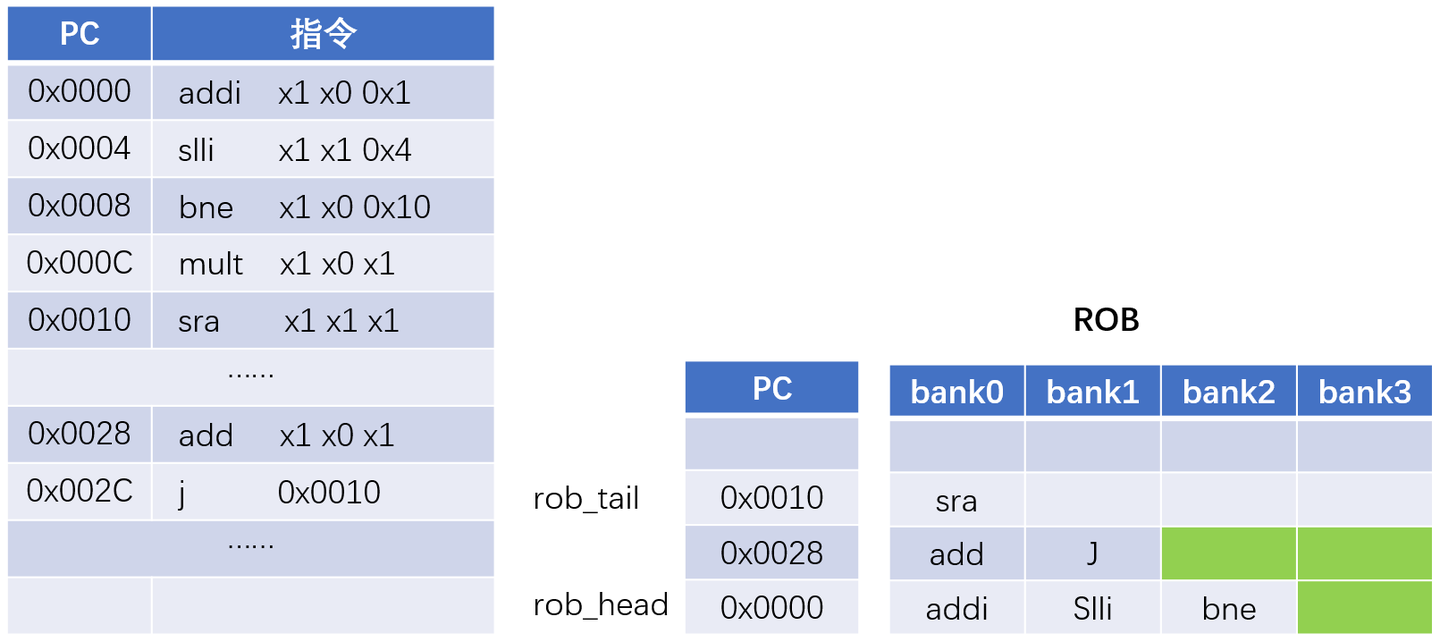 PC 指令
0x0000 addi x1 x0 0x1
0x0004 slli x1 x1 0x4
0x0008 bne x1 x0 0x10
0x000C mult x1 x0 x1
0x0010 sra x1 x1 x1
······
0x0028 add x1 x0 x1
0x002C j 0x0010
······
ROB
PC bank0 bank1 bank2 bank3
rob_tail 0x0010 sra
0x0028 add J
rob_head 0x0000 addi Slli bne